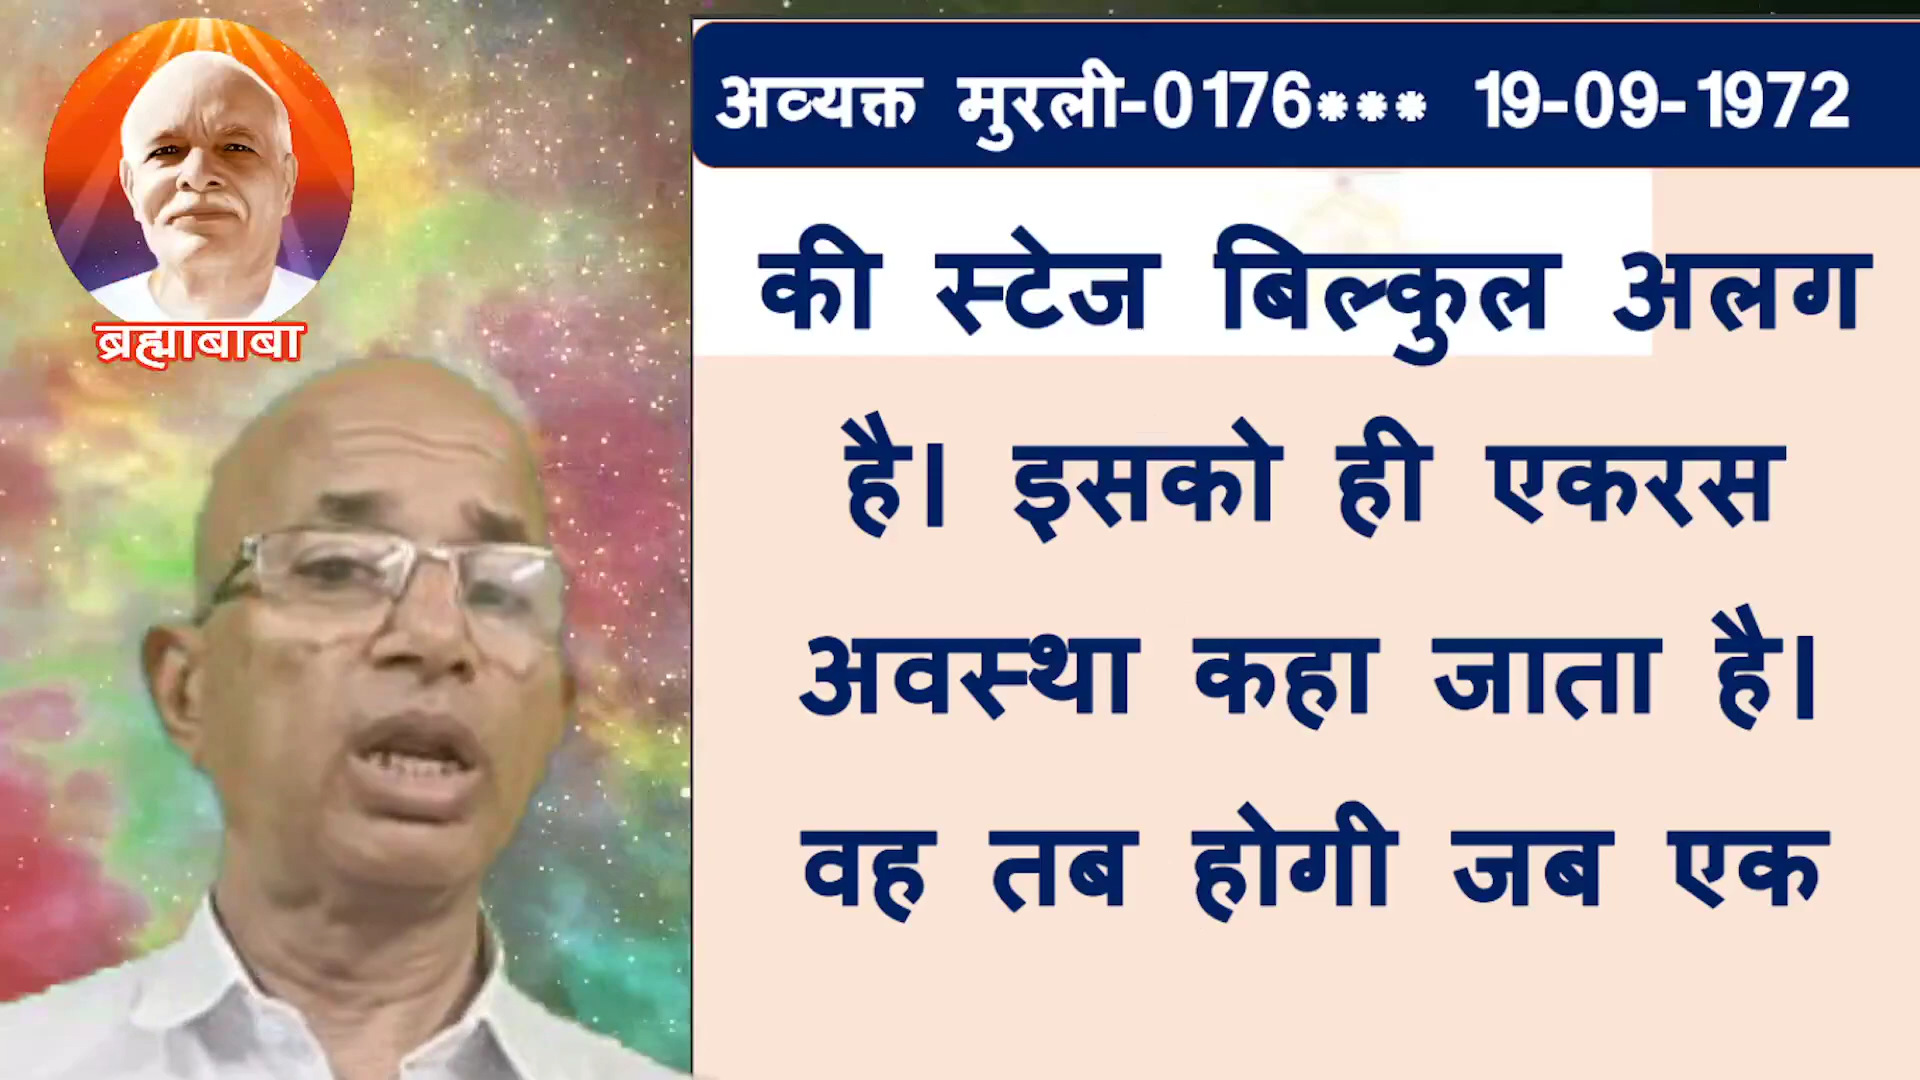 अव्यक्त मुरली-0176*** 19-09-1972
ब्रह्माबाबा
की स्टेज बिल्कुल अलग
है। इसको ही एकरस
अवस्था कहा जाता है।
वह तब होगी जब एक